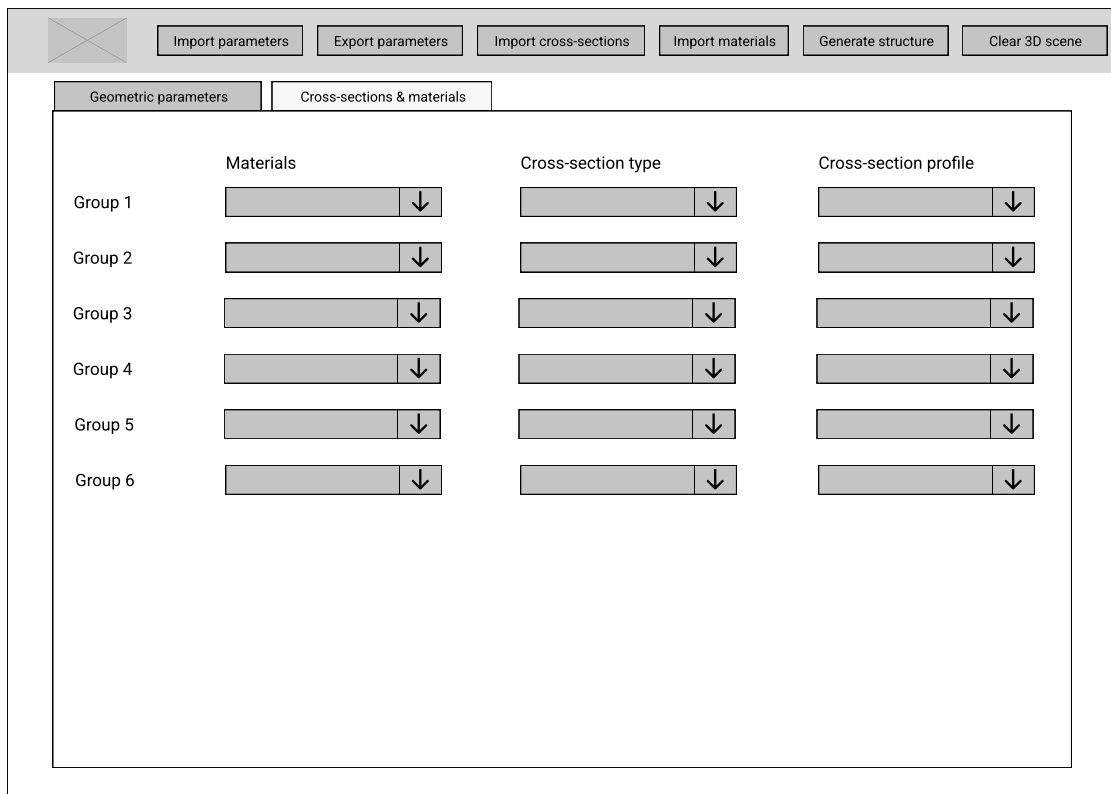 Import parameters
Export parameters
Import cross-sections
Import materials
Generate structure
Clear 3D scene
Geometric parameters
Cross-sections & materials
Materials
Cross-section type
Cross-section profile
Group 1
Group 2
Group 3
Group 4
Group 5
Group 6